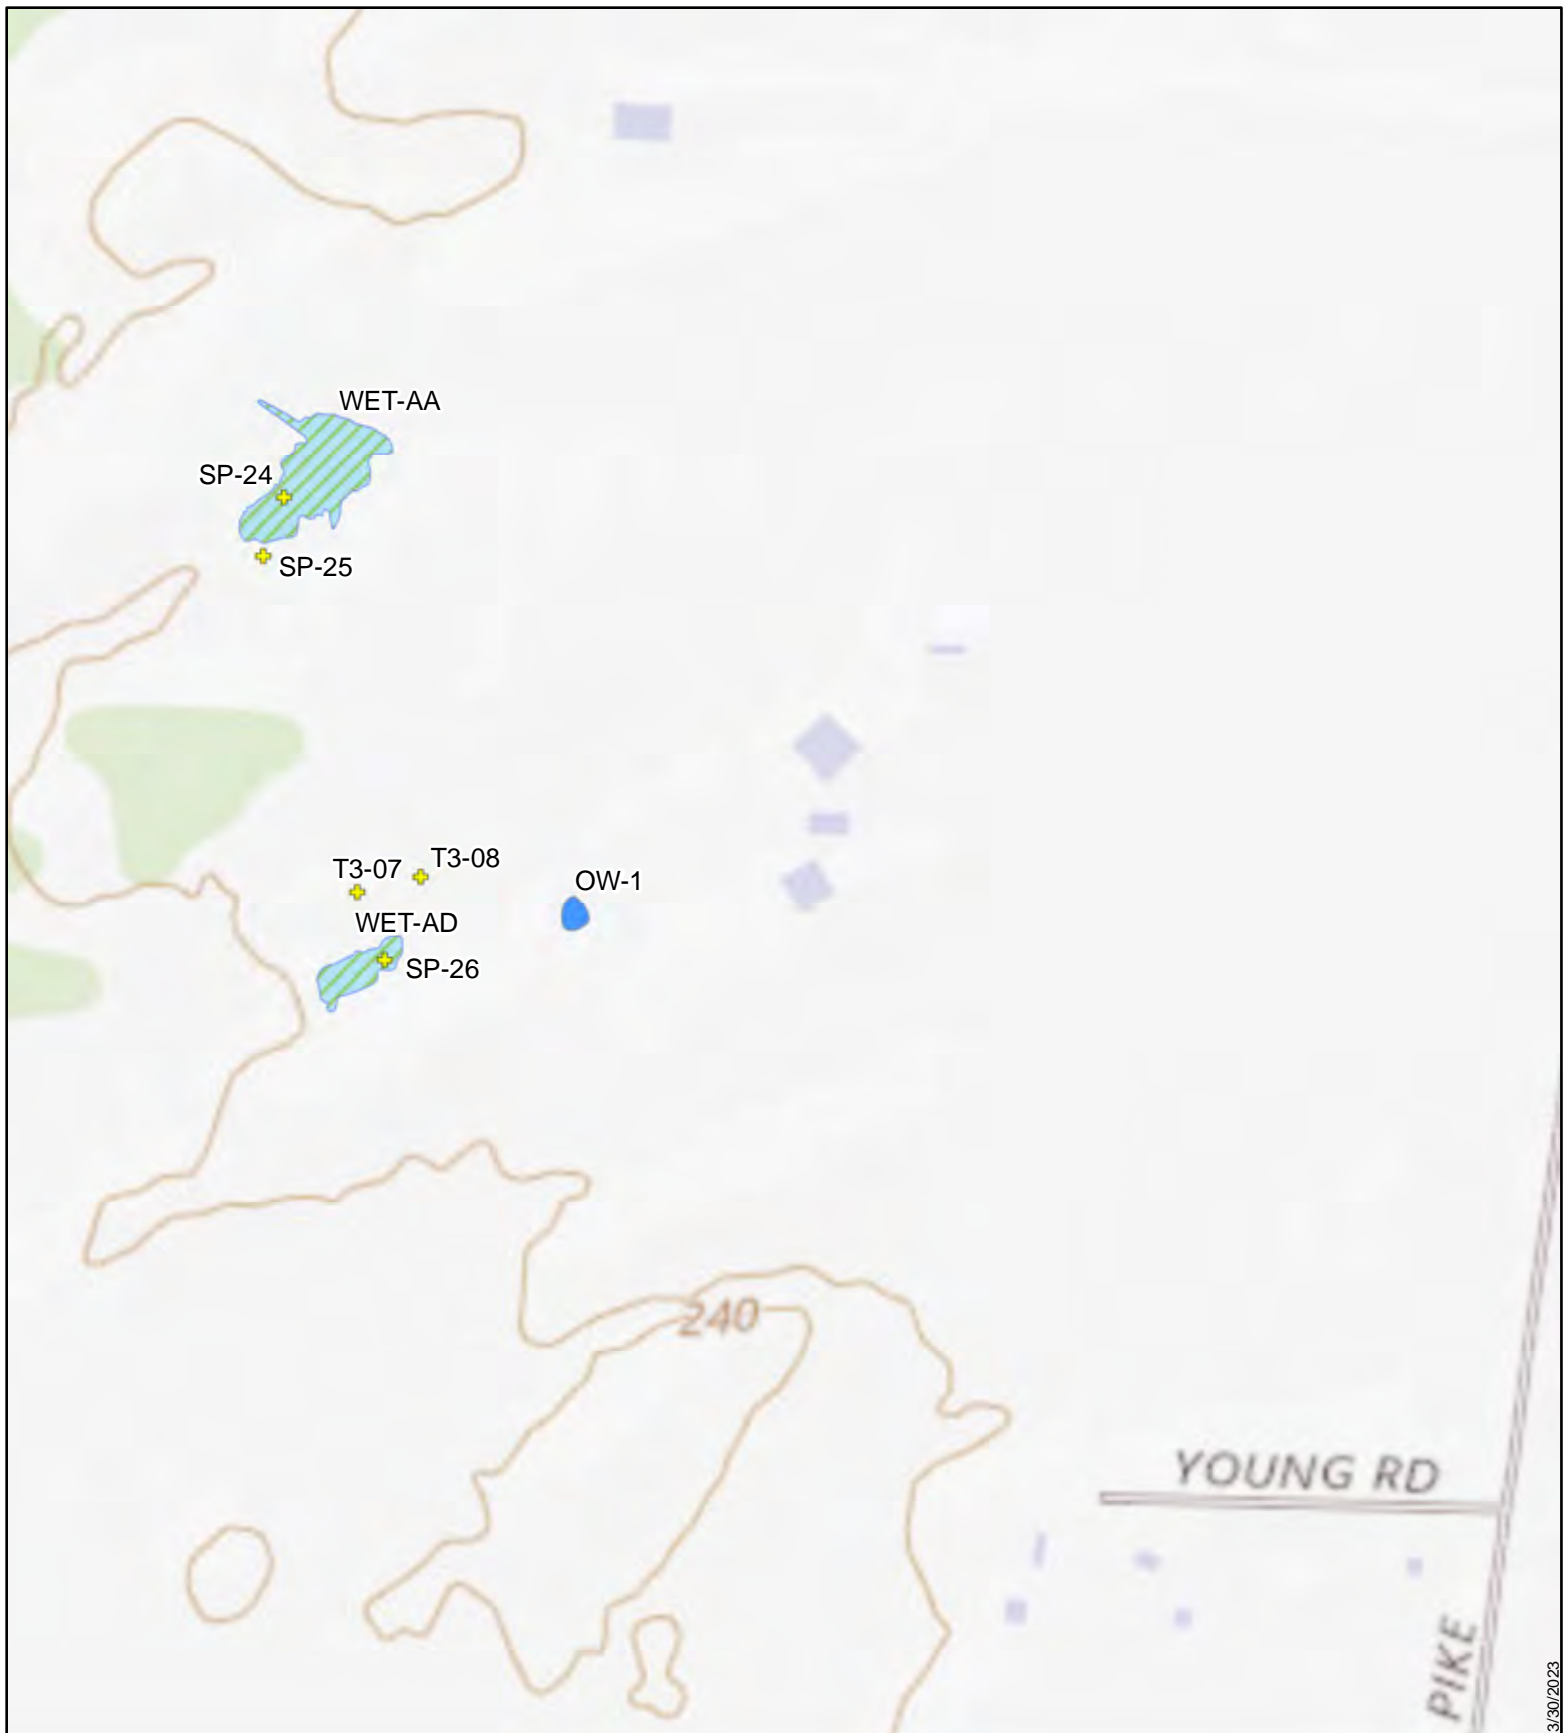 WET-AA
SP-24
SP-25
T3-08
T3-07
OW-1
WET-AD
SP-26
240
YOUNG RD
PIKE
3/30/2023